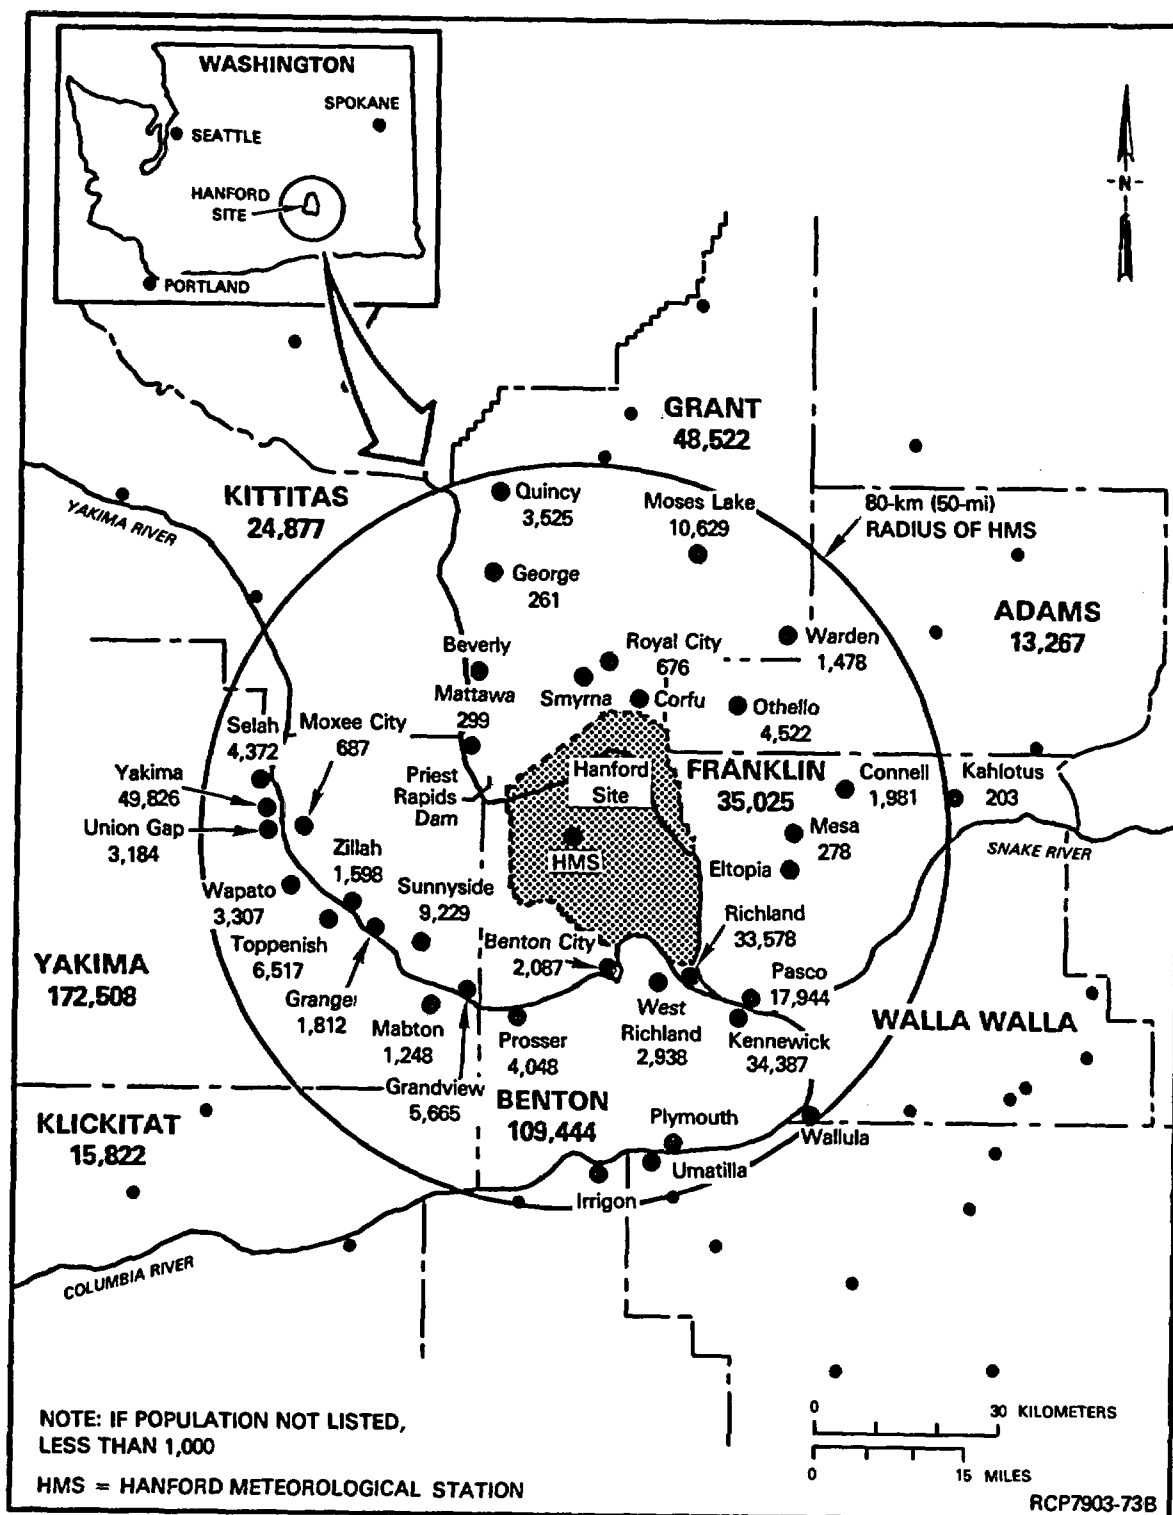 WASHINGTON
SPOKANE
SEATTLE
HANFORD
SITE
PORTLAND
N
GRANT
48,522
KITTITAS
24,877
YAKIMA RIVER
Quincy
3,525
Moses Lake
10,629
80-km (50-mi)
RADIUS OF HMS
George
261
ADAMS
13,267
Beverly
Royal City
676
Warden
1,478
Mattawa
299
Smyrna
Corfu
Othello
4,522
Selah
4,372
Moxee City
687
Yakima
49,826
Union Gap
3,184
Priest
Rapids
Dam
Hanford
Site
FRANKLIN
35,025
Connell
1,981
Kahlotus
203
Mesa
278
SNAKE RIVER
HMS
Eltopia
Zillah
1,598
Wapato
3,307
Sunnyside
9,229
Toppenish
6,517
Benton City
2,087
Richland
33,578
YAKIMA
172,508
Granger
1,812
Mabton
1,248
Prosser
4,048
West
Richland
2,938
Pasco
17,944
Kennewick
34,387
WALLA WALLA
Grandview
5,665
BENTON
109,444
KLICKITAT
15,822
Plymouth
Wallula
Umatilla
Irrigon
COLUMBIA RIVER
NOTE: IF POPULATION NOT LISTED,
LESS THAN 1,000
HMS = HANFORD METEOROLOGICAL STATION
0 30 KILOMETERS
0 15 MILES
RCP7903-73B